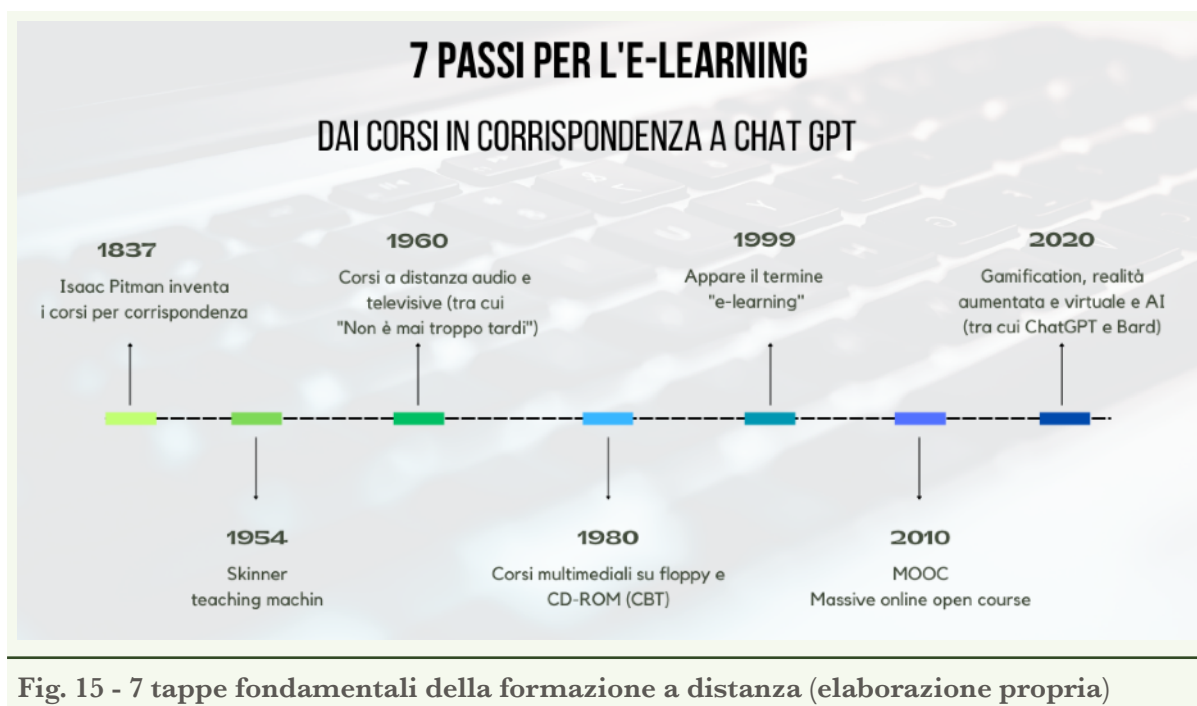 7 PASSI PER L'E-LEARNING
DAI CORSI IN CORRISPONDENZA A CHAT GPT
1837
Isaac Pitman inventa
i corsi per corrispondenza
1960
Corsi a distanza audio e
televisive (tra cui
"Non è mai troppo tardi")
1999
Appare il termine
"e-learning"
2020
Gamification, realità
aumentata e virtuale e AI
(tra cui ChatGPT e Bard)
1954
Skinner
teaching machin
1980
Corsi multimediali su floppy e
CD-ROM (CBT)
2010
MOOC
Massive online open course
Fig. 15 - 7 tappe fondamentali della formazione a distanza (elaborazione propria)